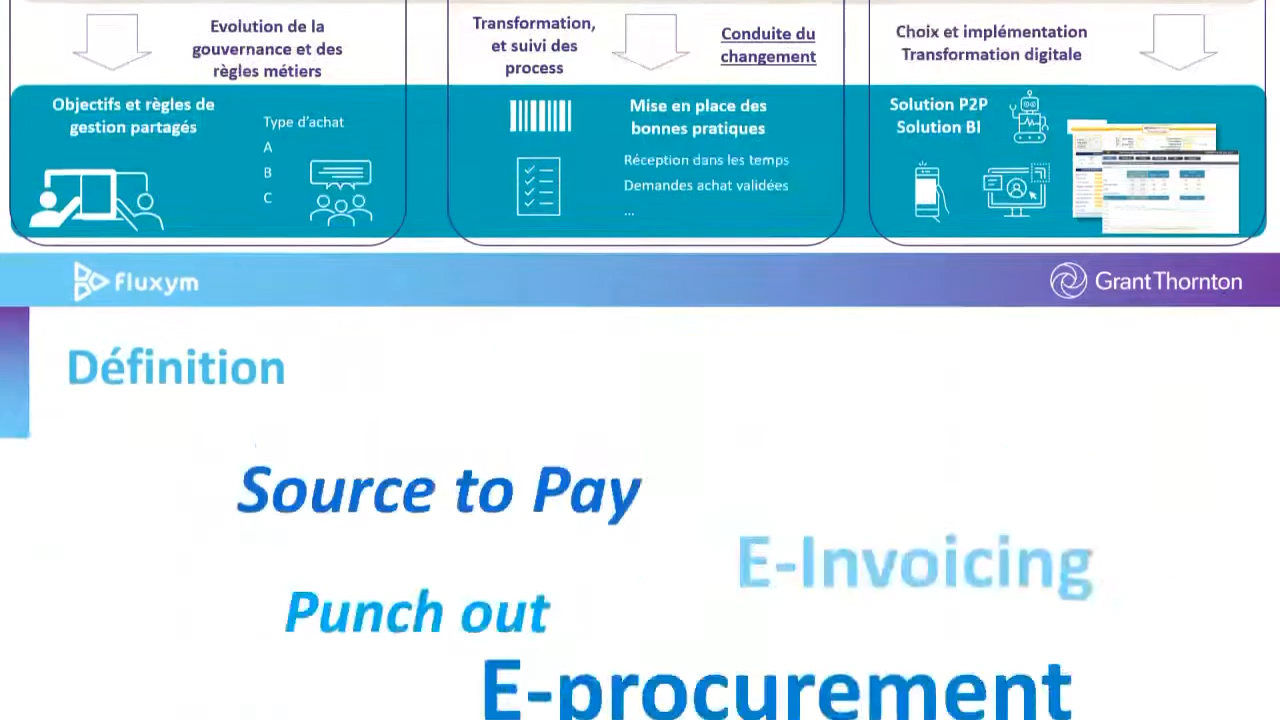 Evolution de la
gouvernance et des
règles métiers
Transformation,
et suivi des
process
Conduite du
changement
Choix et implémentation
Transformation digitale
Objectifs et règles de
gestion partagés
Type d'achat
A
B
C
Mise en place des
bonnes pratiques
Réception dans les temps
Demandes achat validées
...
Solution P2P
Solution BI
fluxym
Grant Thornton
Définition
Source to Pay
E-Invoicing
Punch out
E-procurement